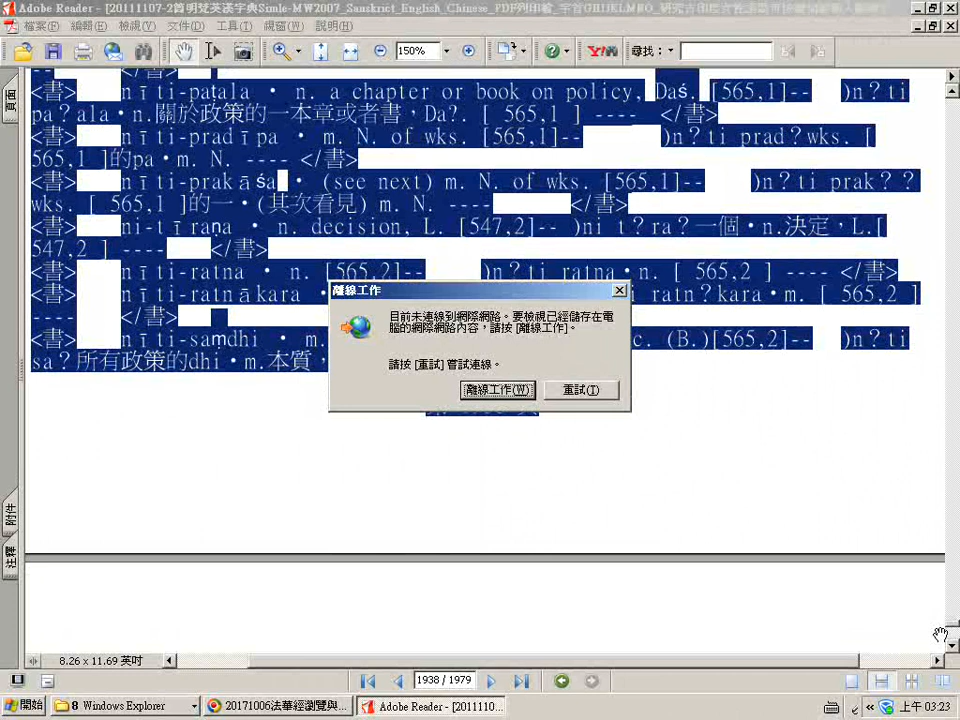 Adobe Reader - [20111107-2首明梵英漢字典Simle-MW2007_Sanskrit_English_Chinese_PDF
檔案(F) 編輯(E) 檢視(V) 文件(D) 工具(T) 視窗(W) 說明(H)
150% Y! 尋找：
頁面
-- </書>
<書> nīti-patala • n. a chapter or book on policy, Daś. [565,1]-- )n？ti
pa？ala•n.關於政策的一本章或者書，Da?. [ 565,1 ] ---- </書>
<書> nīti-pradīpa • m. N. of wks. [565,1]-- )n？ti prad？wks. [
565,1 ]的pa•m. N. ---- </書>
<書> nīti-prakāśa • (see next) m. N. of wks. [565,1]-- )n？ti prak？？
wks. [ 565,1 ]的一•(其次看見) m. N. ---- </書>
<書> ni-tīraṇa • n. decision, L. [547,2]-- )ni t？ra？一個•n.決定，L.[
547,2 ] ---- </書>
<書> nīti-ratna • n. [565,2]-- )n？ti ratna•n. [ 565,2 ] ---- </書>
<書> nīti-ratnākara • ratn？kara•m. [ 565,2 ]
---- </書>
<書> nīti-saṃdhi • m. c. (B.)[565,2]-- )n？ti
sa？所有政策的dhi•m.本質，
離線工作
目前未連線到網際網路。要檢視已經儲存在電
腦的網際網路內容，請按 [離線工作]。
請按 [重試] 嘗試連線。
離線工作(W) 重試(T)
附件
注釋
8.26 x 11.69 英吋
1938 / 1979
開始 8 Windows Explorer 20171006法華經瀏覽與... Adobe Reader - [2011110... 上午 03:23